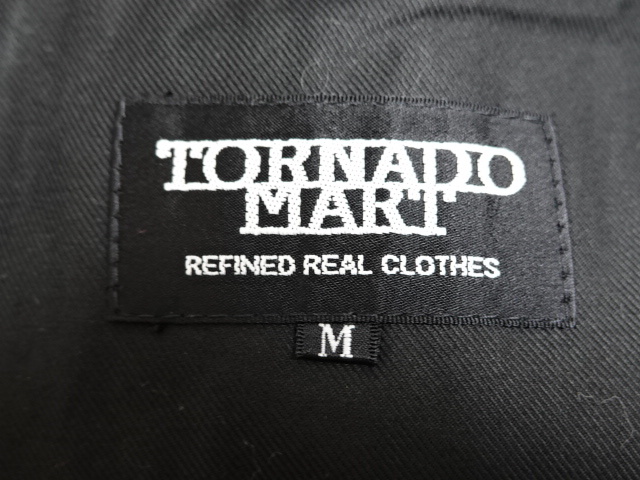 TORNADO
MART
REFINED REAL CLOTHES
M